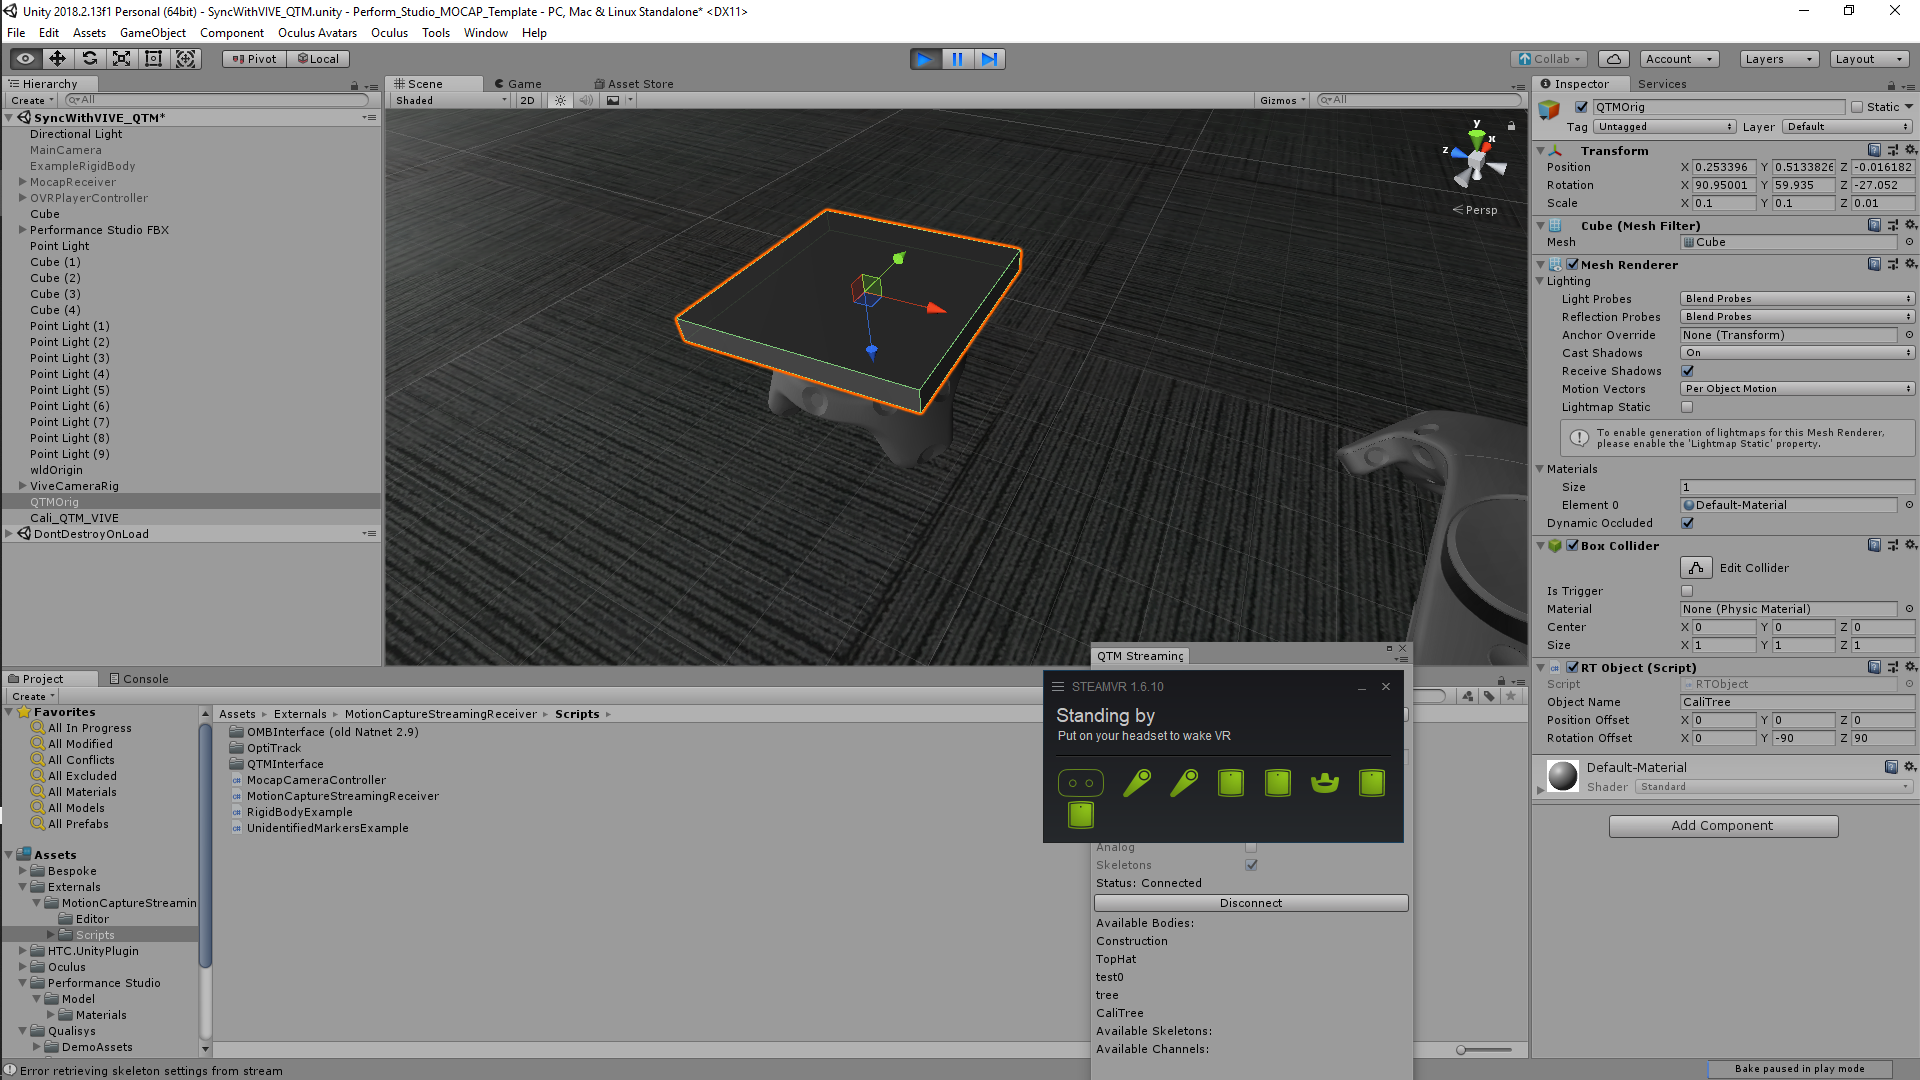 Unity 2018.2.13f1 Personal (64bit) - SyncWithVIVE_QTM.unity - Perform_Studio_MOCAP_Template - PC, Mac & Linux Standalone* <DX11>
File Edit Assets GameObject Component Oculus Avatars Oculus Tools Window Help
Pivot Local
Collab Account Layers Layout
Hierarchy
Create All
SyncWithVIVE_QTM*
Directional Light
MainCamera
ExampleRigidBody
MocapReceiver
OVRPlayerController
Cube
Performance Studio FBX
Point Light
Cube (1)
Cube (2)
Cube (3)
Cube (4)
Point Light (1)
Point Light (2)
Point Light (3)
Point Light (4)
Point Light (5)
Point Light (6)
Point Light (7)
Point Light (8)
Point Light (9)
wldOrigin
ViveCameraRig
QTMOrig
Cali_QTM_VIVE
DontDestroyOnLoad
Scene Game Asset Store
Shaded 2D Gizmos All
y
x
z
Persp
Inspector Services
QTMOrig Static
Tag Untagged Layer Default
Transform
Position X 0.253396 Y 0.5133826 Z -0.016182
Rotation X 90.95001 Y 59.935 Z -27.052
Scale X 0.1 Y 0.1 Z 0.01
Cube (Mesh Filter)
Mesh Cube
Mesh Renderer
Lighting
Light Probes Blend Probes
Reflection Probes Blend Probes
Anchor Override None (Transform)
Cast Shadows On
Receive Shadows
Motion Vectors Per Object Motion
Lightmap Static
To enable generation of lightmaps for this Mesh Renderer,
please enable the 'Lightmap Static' property.
Materials
Size 1
Element 0 Default-Material
Dynamic Occluded
Box Collider
Edit Collider
Is Trigger
Material None (Physic Material)
Center X 0 Y 0 Z 0
Size X 1 Y 1 Z 1
RT Object (Script)
Script RTObject
Object Name CaliTree
Position Offset X 0 Y 0 Z 0
Rotation Offset X 0 Y -90 Z 90
Default-Material
Shader Standard
Add Component
Project Console
Create
Favorites
All In Progress
All Modified
All Conflicts
All Excluded
All Materials
All Models
All Prefabs
Assets
Bespoke
Externals
MotionCaptureStreamin
Editor
Scripts
HTC.UnityPlugin
Oculus
Performance Studio
Model
Materials
Qualisys
DemoAssets
Assets Externals MotionCaptureStreamingReceiver Scripts
OMBInterface (old Natnet 2.9)
OptiTrack
QTMInterface
MocapCameraController
MotionCaptureStreamingReceiver
RigidBodyExample
UnidentifiedMarkersExample
QTM Streaming
STEAMVR 1.6.10
Standing by
Put on your headset to wake VR
Analog
Skeletons
Status: Connected
Disconnect
Available Bodies:
Construction
TopHat
test0
tree
CaliTree
Available Skeletons:
Available Channels:
Error retrieving skeleton settings from stream
Bake paused in play mode